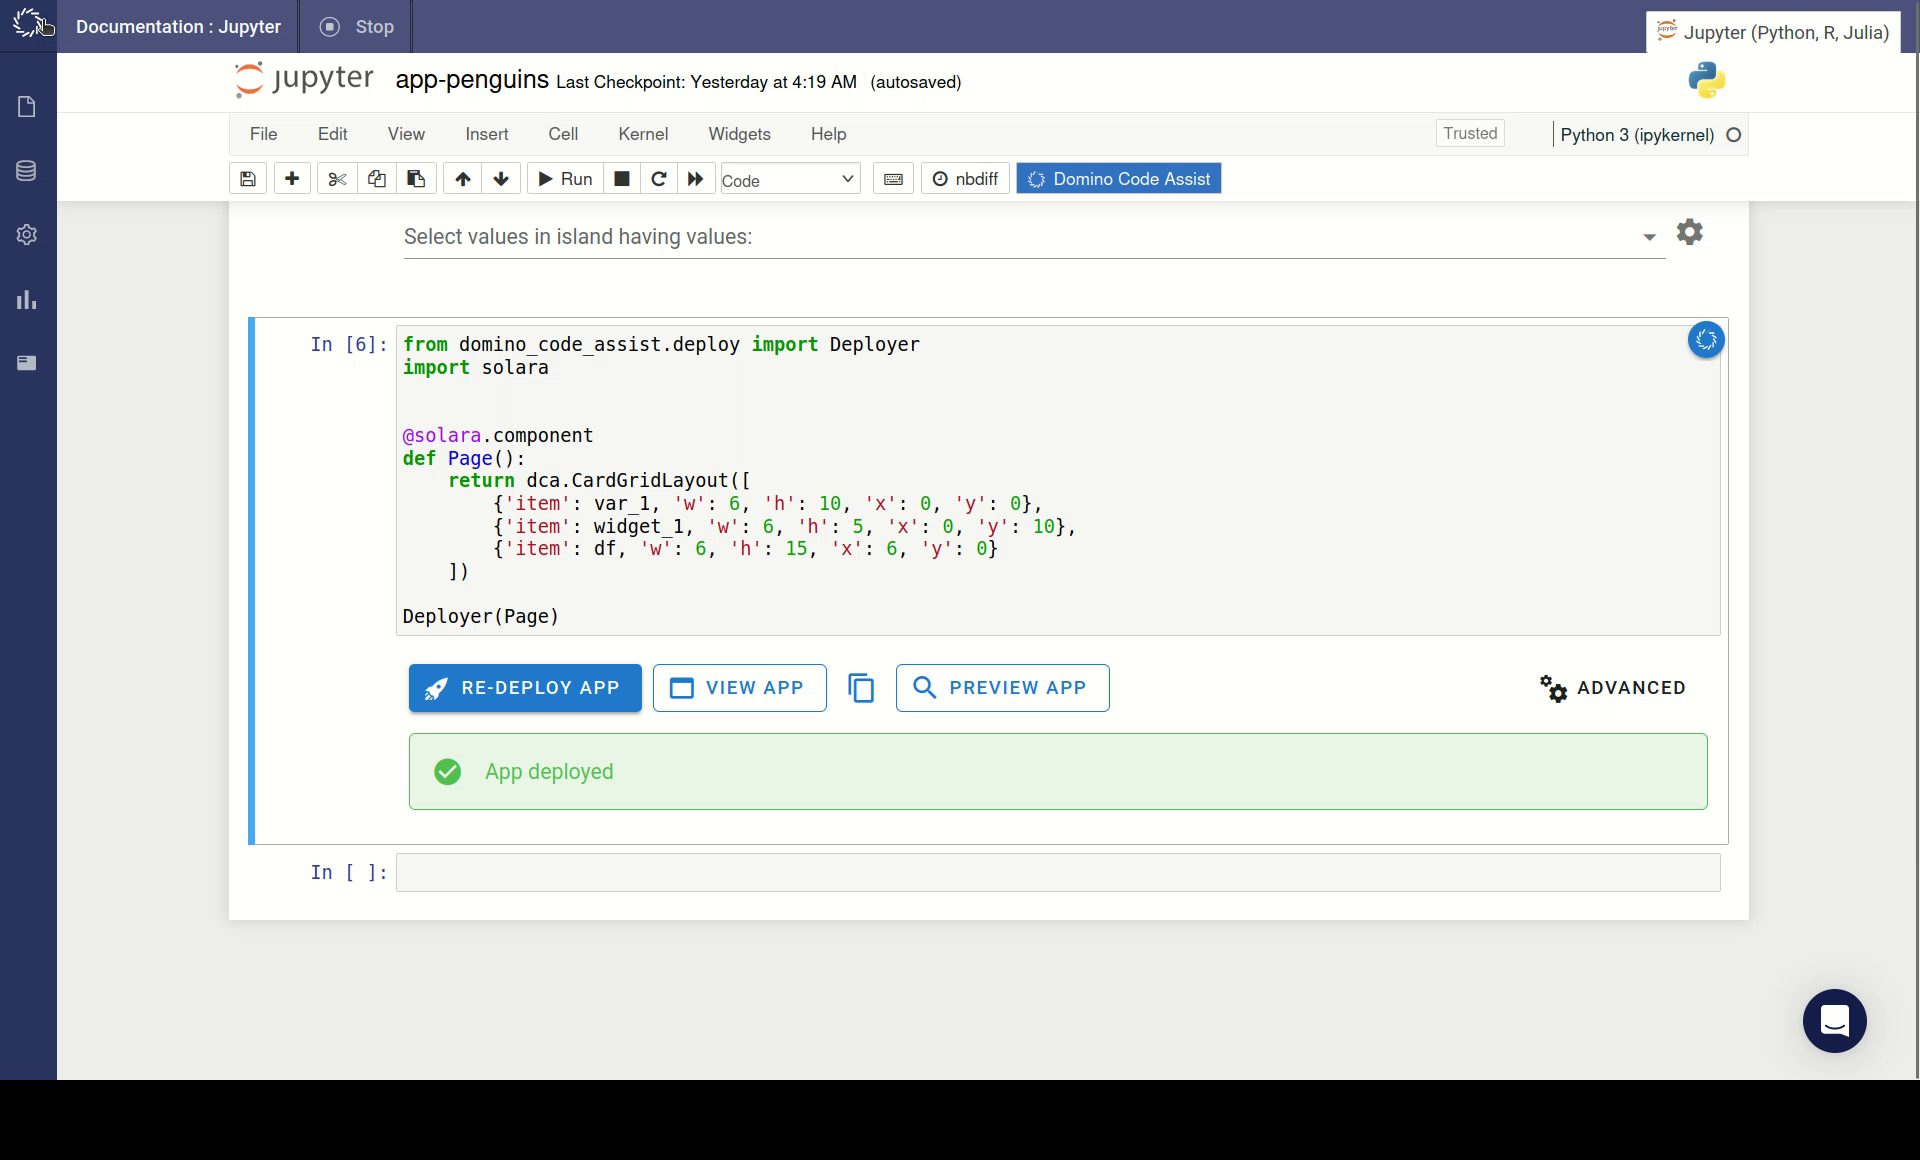 Documentation : Jupyter
Stop
Jupyter (Python, R, Julia)
jupyter app-penguins Last Checkpoint: Yesterday at 4:19 AM (autosaved)
File Edit View Insert Cell Kernel Widgets Help
Trusted
Python 3 (ipykernel)
Run
Code
nbdiff
Domino Code Assist
Select values in island having values:
In [6]:
from domino_code_assist.deploy import Deployer
import solara
@solara.component
def Page():
    return dca.CardGridLayout([
        {'item': var_1, 'w': 6, 'h': 10, 'x': 0, 'y': 0},
        {'item': widget_1, 'w': 6, 'h': 5, 'x': 0, 'y': 10},
        {'item': df, 'w': 6, 'h': 15, 'x': 6, 'y': 0}
    ])
Deployer(Page)
RE-DEPLOY APP
VIEW APP
PREVIEW APP
ADVANCED
App deployed
In [ ]: